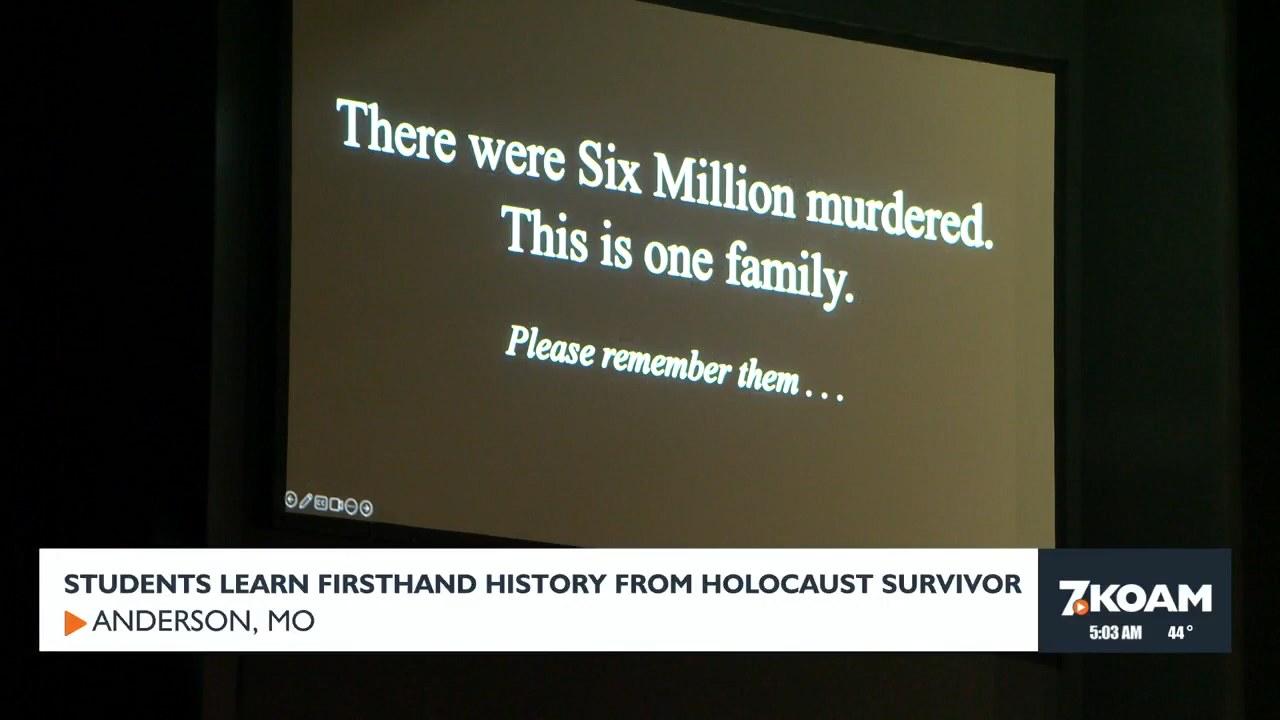 There were Six Million murdered.
This is one family.
Please remember them . . .
STUDENTS LEARN FIRSTHAND HISTORY FROM HOLOCAUST SURVIVOR
ANDERSON, MO
7KOAM
5:03 AM 44°